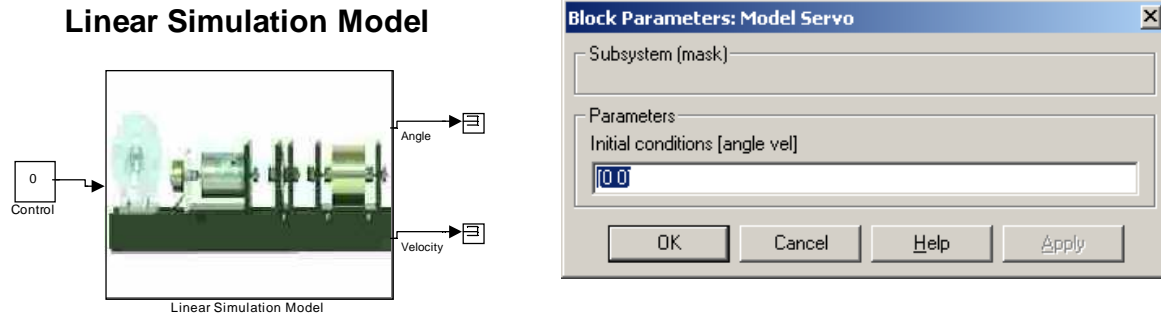 Linear Simulation Model
0
Control
Angle
Velocity
Linear Simulation Model
Block Parameters: Model Servo
Subsystem (mask)
Parameters
Initial conditions [angle vel]
[0 0]
OK
Cancel
Help
Apply